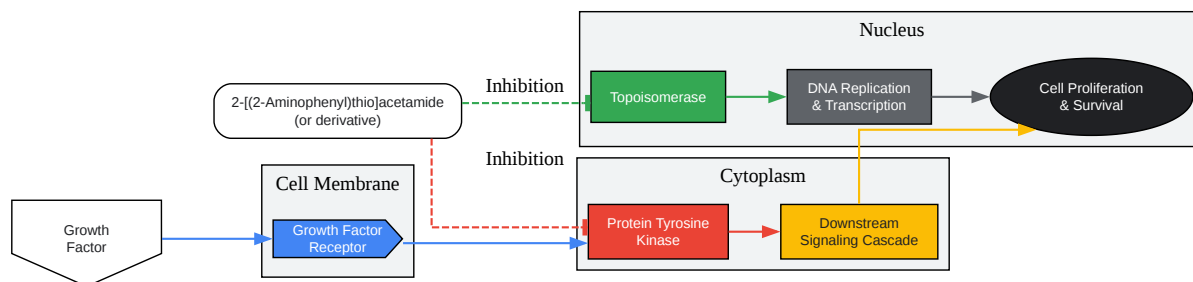 Nucleus
Inhibition
2-[(2-Aminophenyl)thio]acetamide
(or derivative)
Topoisomerase
DNA Replication
& Transcription
Cell Proliferation
& Survival
Inhibition
Cell Membrane
Cytoplasm
Growth
Factor
Growth Factor
Receptor
Protein Tyrosine
Kinase
Downstream
Signaling Cascade